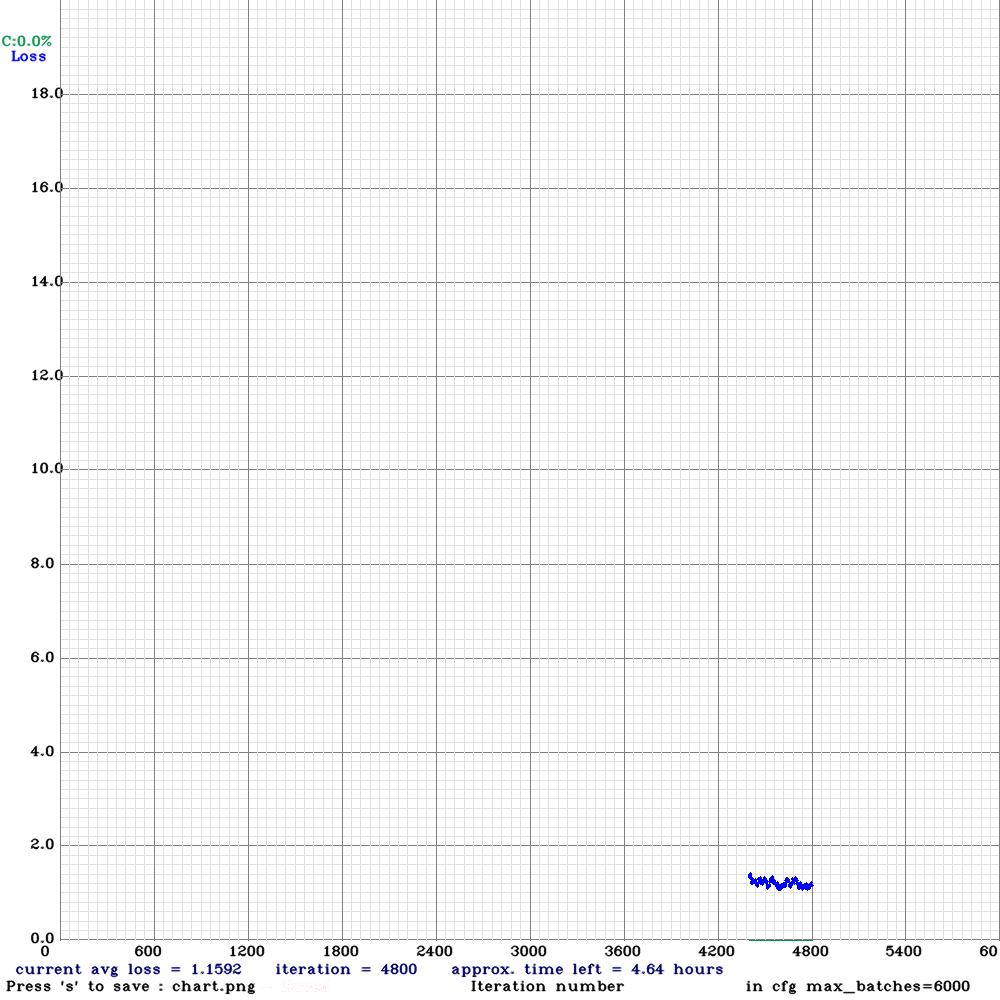 C:0.0%
Loss
18.0
16.0
14.0
12.0
10.0
8.0
6.0
4.0
2.0
0.0
0 600 1200 1800 2400 3000 3600 4200 4800 5400 60
current avg loss = 1.1592 iteration = 4800 approx. time left = 4.64 hours
Press 's' to save : chart.png Iteration number in cfg max_batches=6000